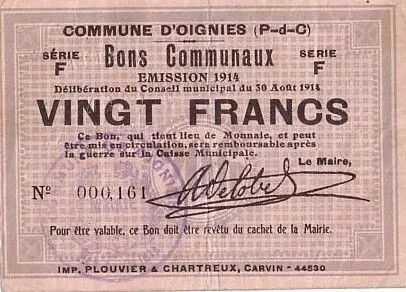 COMMUNE D'OIGNIES (P-d-C)
SÉRIE F Bons Communaux SERIE F
EMISSION 1914
Délibération du Conseil municipal du 30 Août 1914
VINGT FRANCS
Ce Bon, qui tient lieu de Monnaie, et peut
être mis en circulation, sera remboursable après
la guerre sur la Caisse Municipale.
Le Maire,
Nº 000,161
Pour être valable, ce Bon doit être revêtu du cachet de la Mairie.
IMP. PLOUVIER & CHARTREUX, CARVIN - 44530